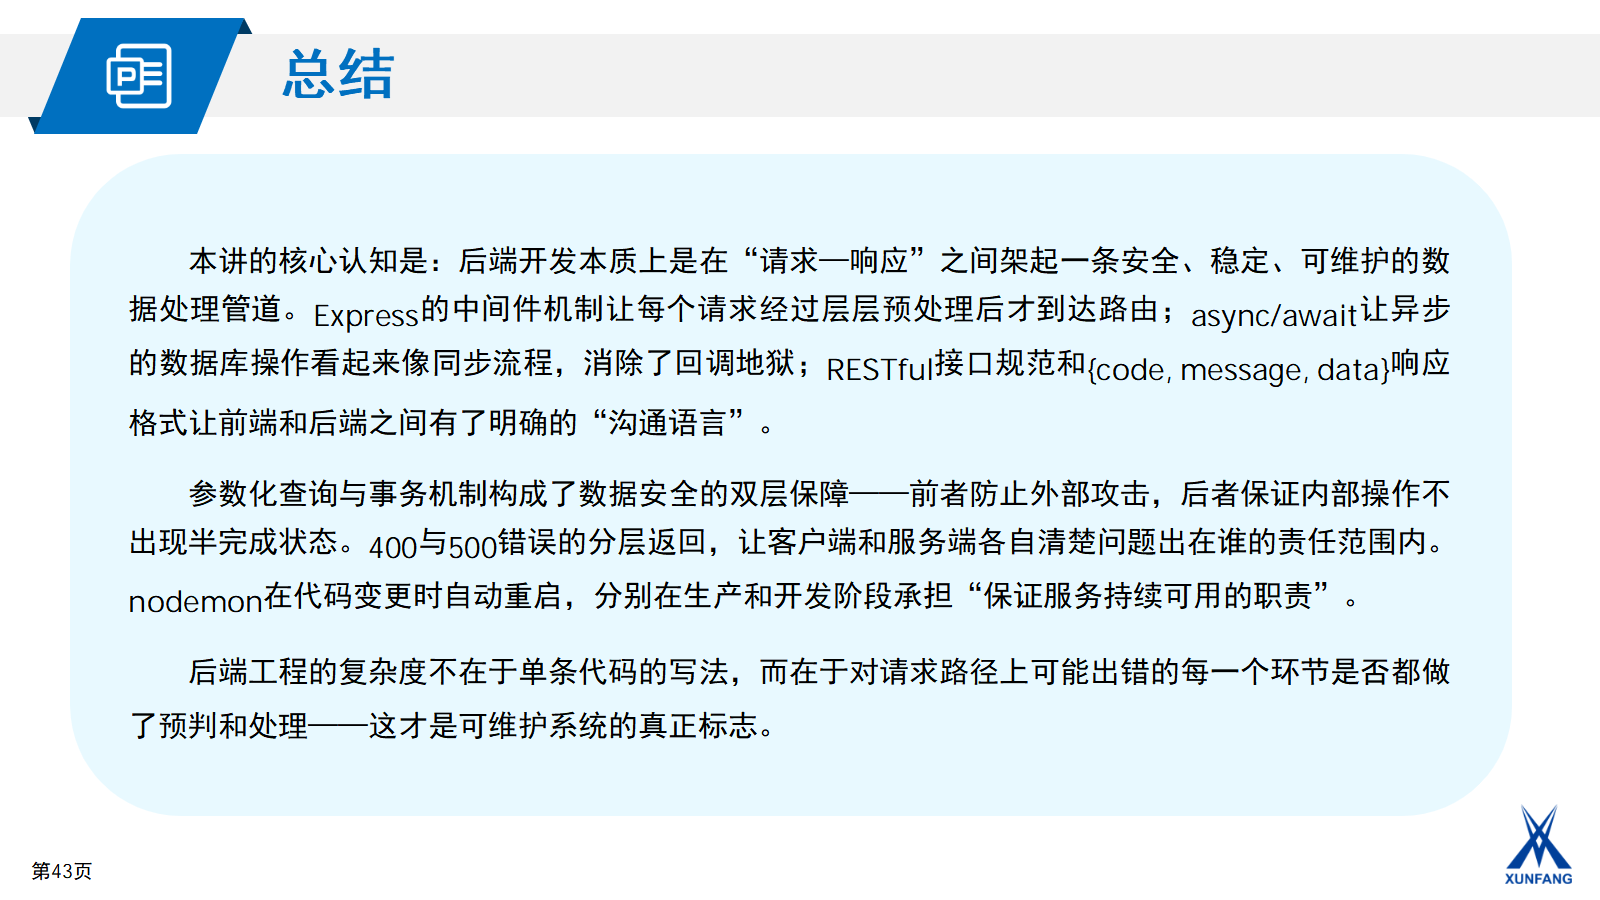 总结
本讲的核心认知是：后端开发本质上是在“请求—响应”之间架起一条安全、稳定、可维护的数
据处理管道。Express的中间件机制让每个请求经过层层预处理后才到达路由；async/await让异步
的数据库操作看起来像同步流程，消除了回调地狱；RESTful接口规范和{code, message, data}响应
格式让前端和后端之间有了明确的“沟通语言”。
参数化查询与事务机制构成了数据安全的双层保障——前者防止外部攻击，后者保证内部操作不
出现半完成状态。400与500错误的分层返回，让客户端和服务端各自清楚问题出在谁的责任范围内。
nodemon在代码变更时自动重启，分别在生产和开发阶段承担“保证服务持续可用的职责”。
后端工程的复杂度不在于单条代码的写法，而在于对请求路径上可能出错的每一个环节是否都做
了预判和处理——这才是可维护系统的真正标志。
第43页
XUNFANG